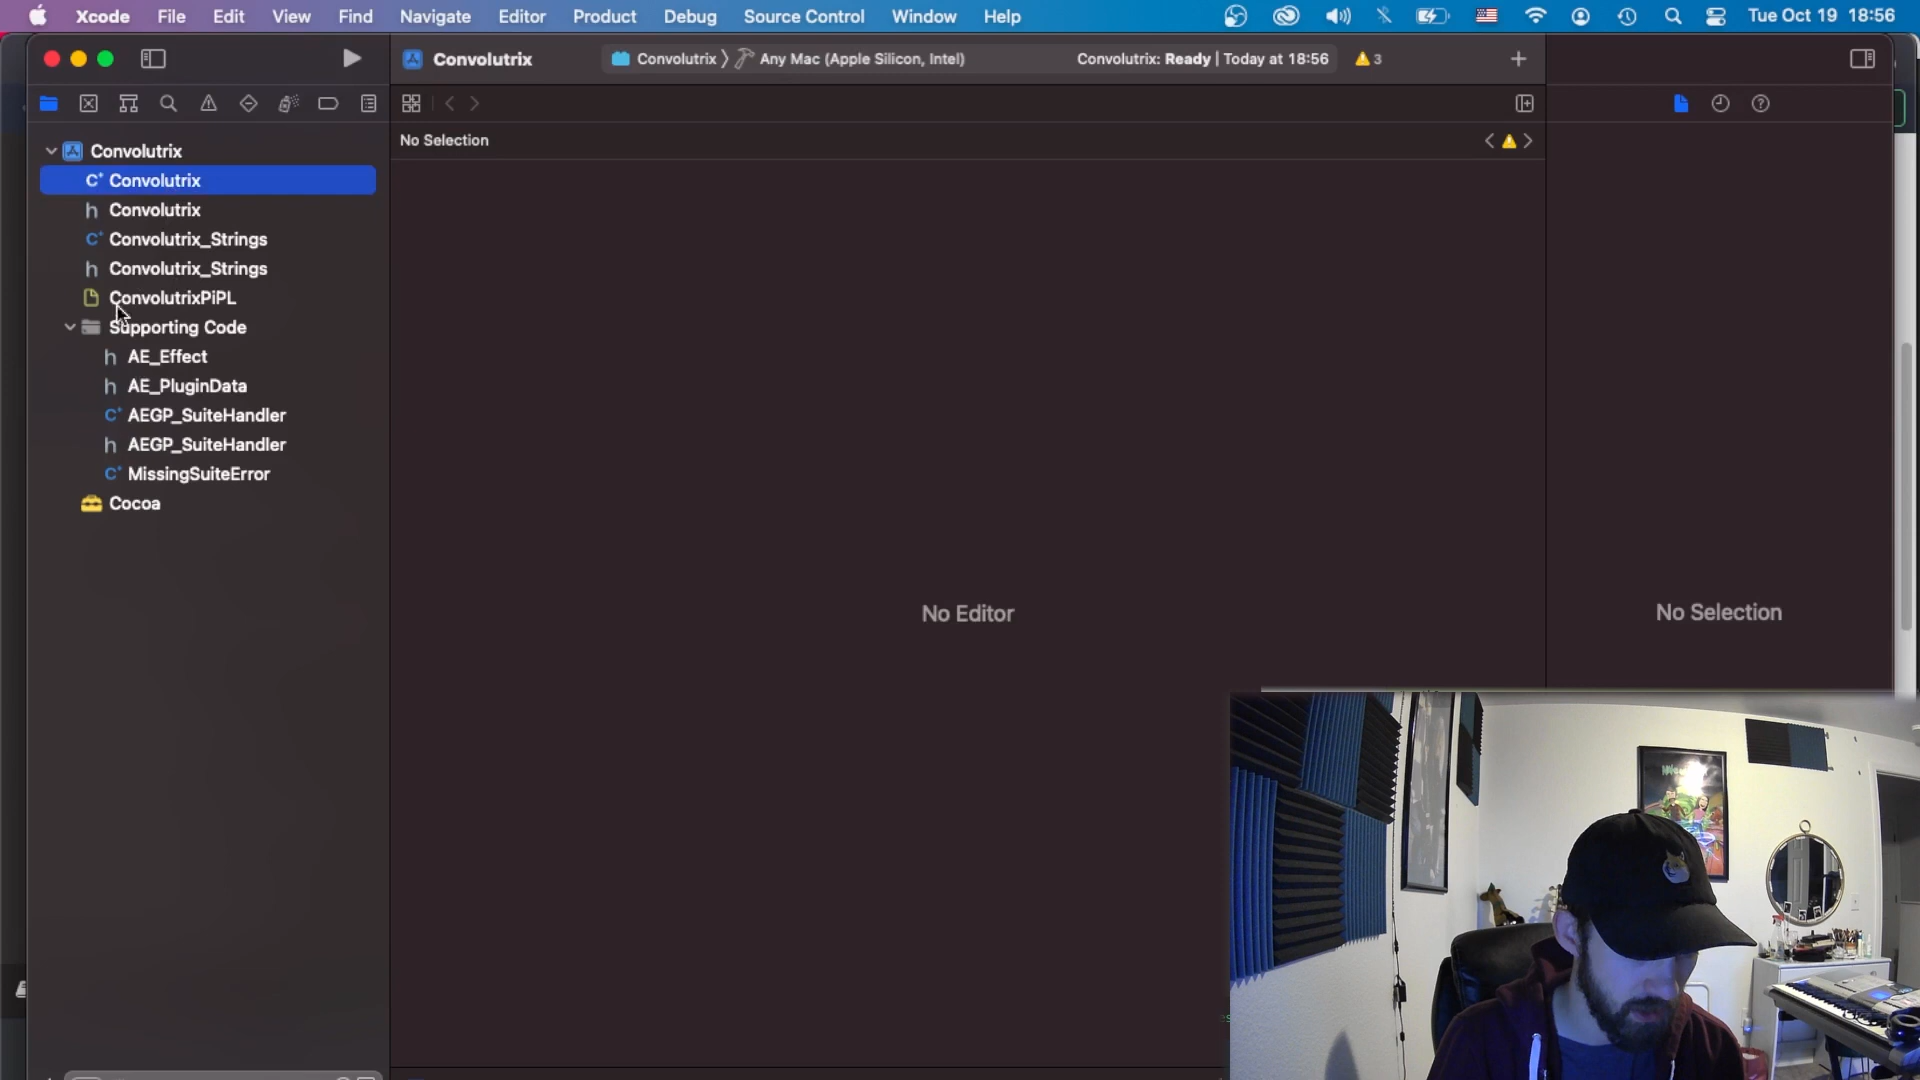 Xcode File Edit View Find Navigate Editor Product Debug Source Control Window Help Tue Oct 19 18:56
Convolutrix Convolutrix 〉 Any Mac (Apple Silicon, Intel) Convolutrix: Ready | Today at 18:56 3
No Selection
Convolutrix
Convolutrix
Convolutrix
Convolutrix_Strings
Convolutrix_Strings
ConvolutrixPiPL
Supporting Code
AE_Effect
AE_PluginData
AEGP_SuiteHandler
AEGP_SuiteHandler
MissingSuiteError
Cocoa
No Editor
No Selection